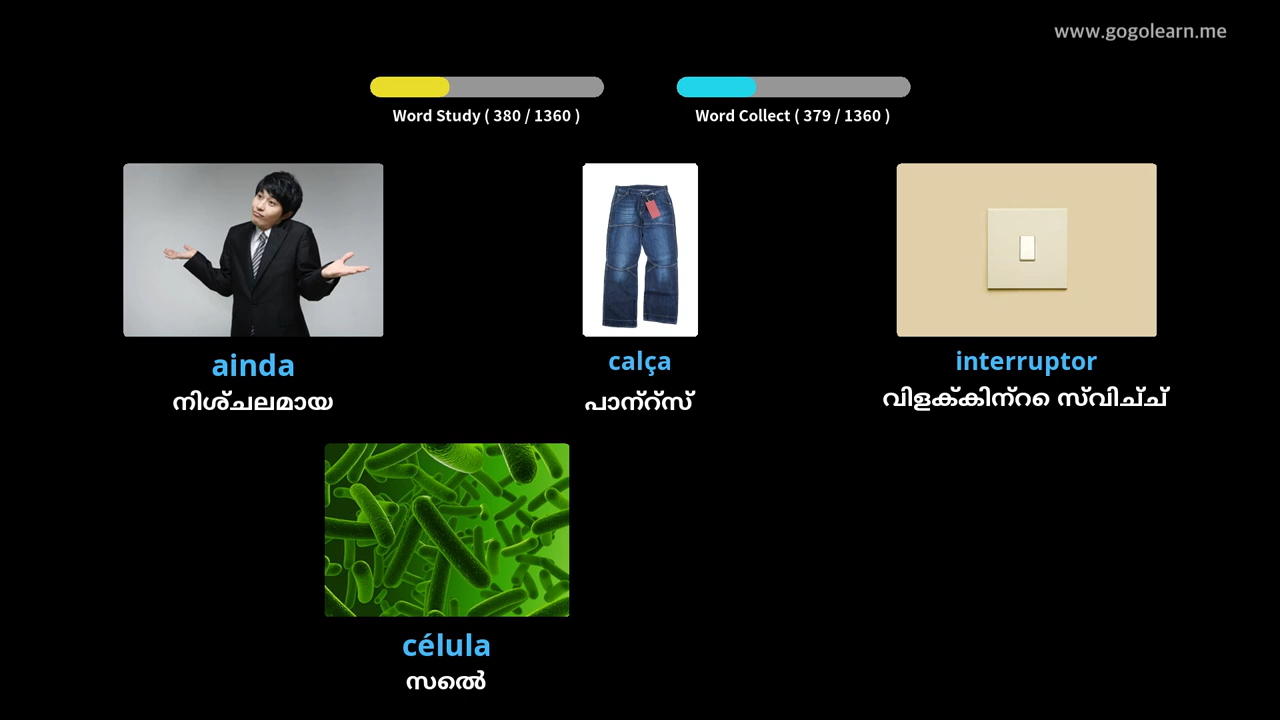 www.gogolearn.me
Word Study ( 380 / 1360 )
Word Collect ( 379 / 1360 )
ainda
നിശ്ചലമായ
calça
പാന്റ്സ്
interruptor
വിളക്കിന്റെ സ്വിച്ച്
célula
സെൽ